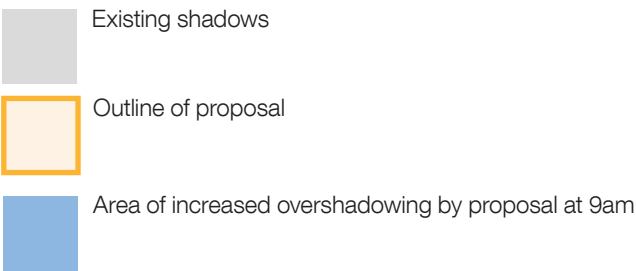 Existing shadows
Outline of proposal
Area of increased overshadowing by proposal at 9am